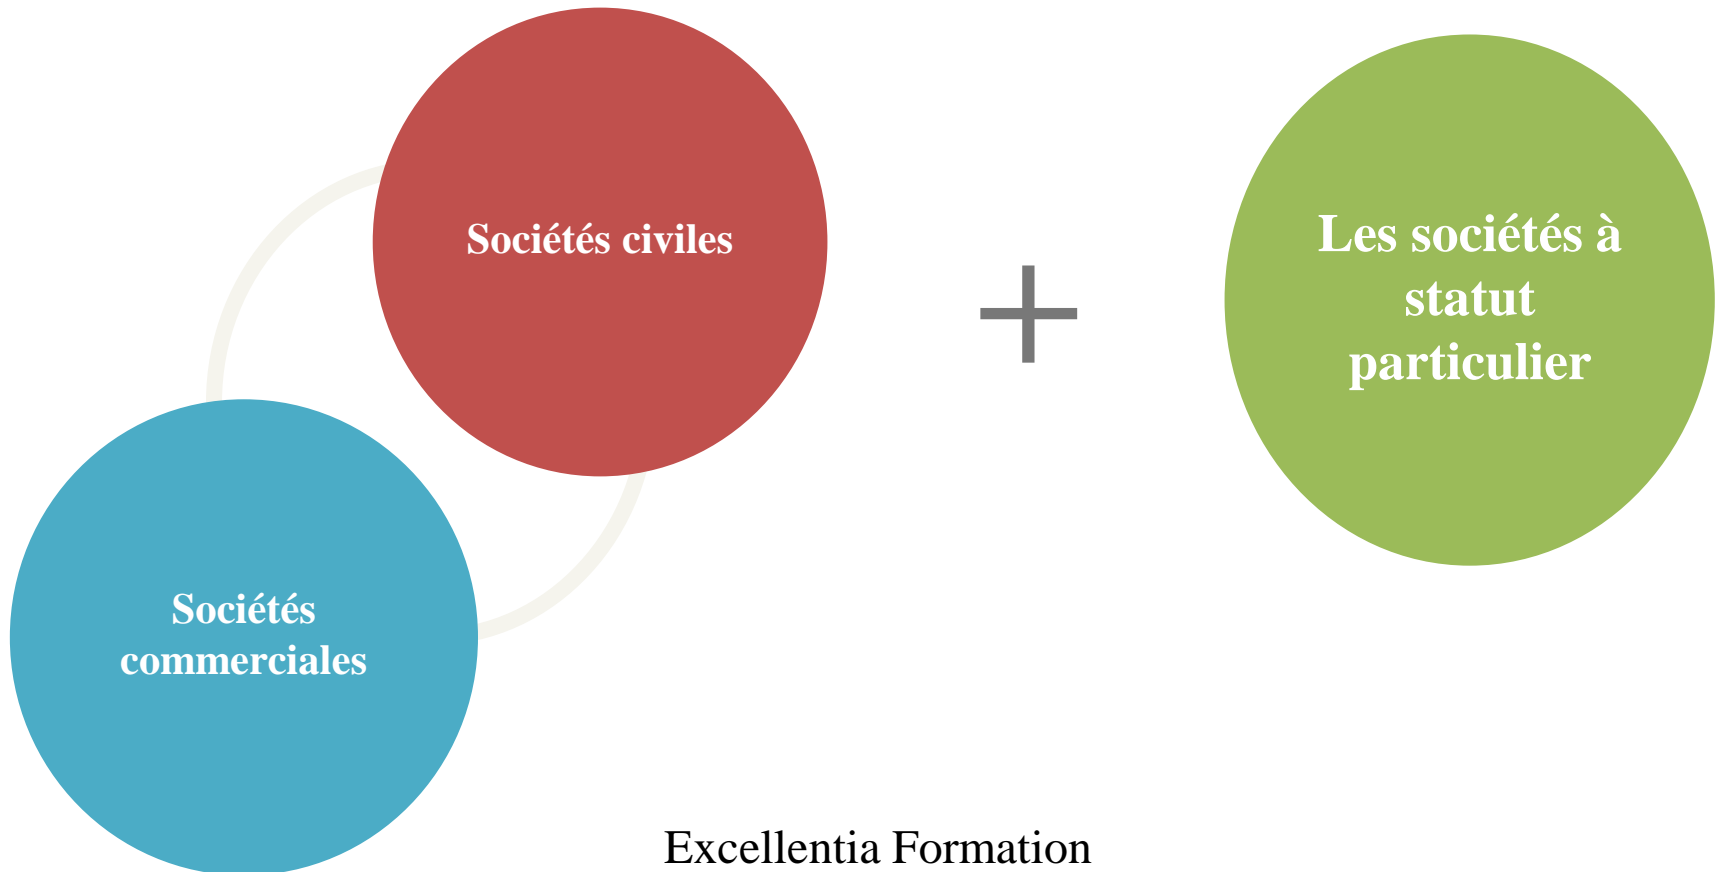 Sociétés civiles
Les sociétés à
statut
particulier
Sociétés
commerciales
Excellentia Formation